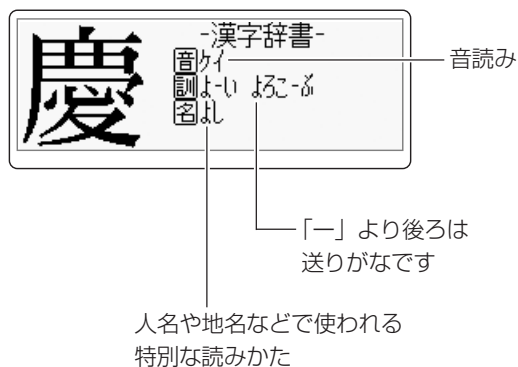 慶
-漢字辞書-
音ケイ
訓よ-い よろこ-ぶ
名よし
音読み
「ー」より後ろは
送りがなです
人名や地名などで使われる
特別な読みかた